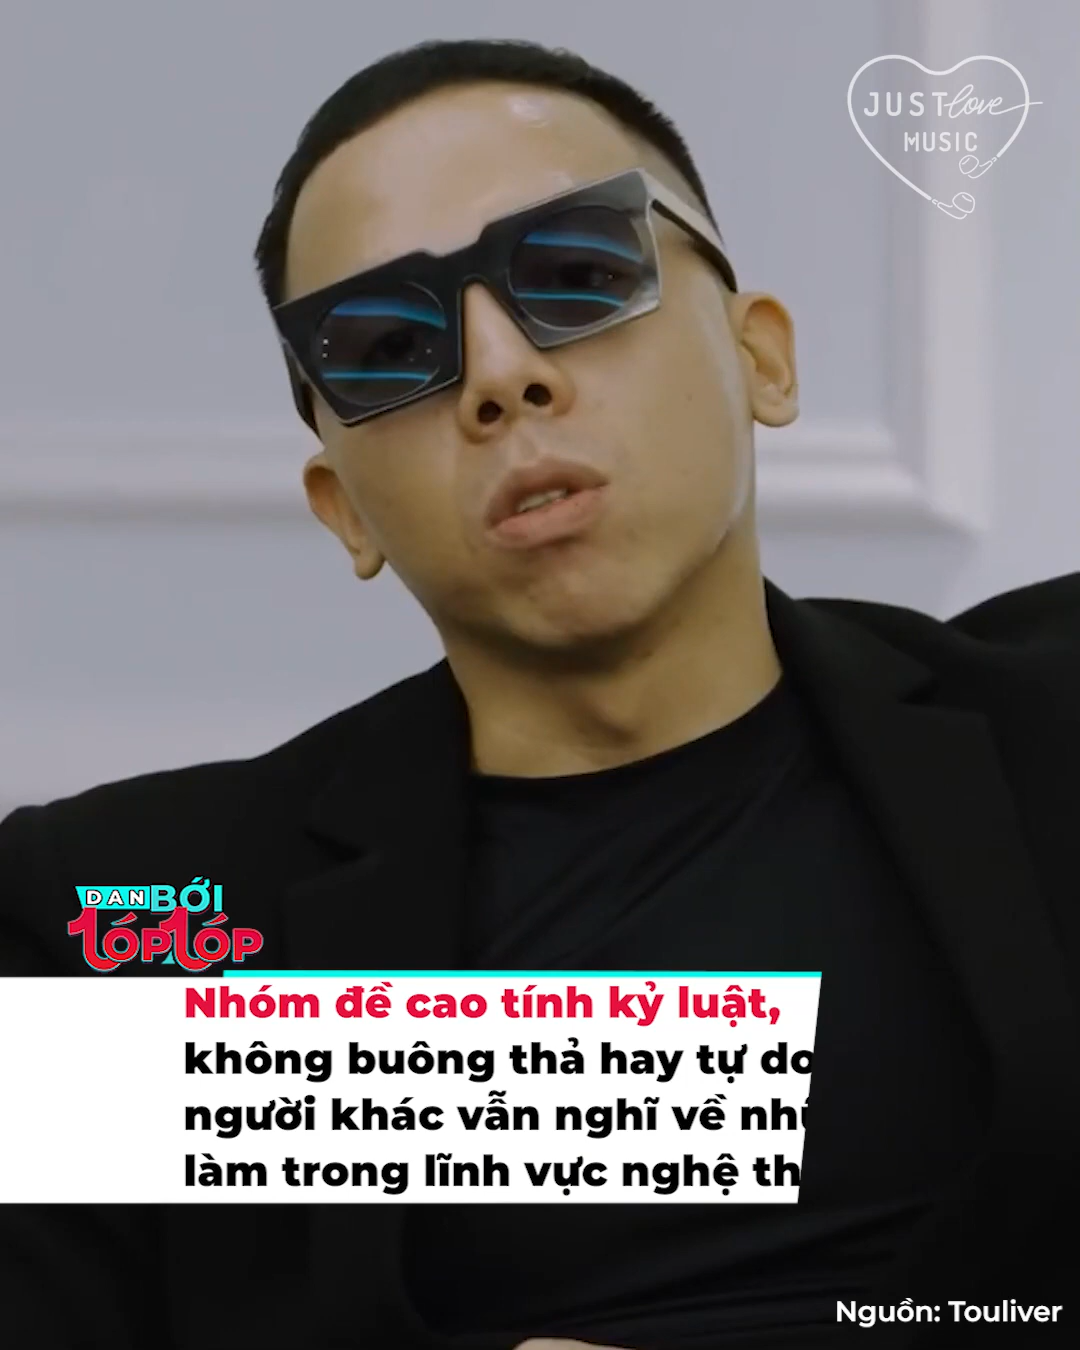 JUST love
MUSIC
DAN BỚI
TÓP TÓP
Nhóm đề cao tính kỷ luật,
không buông thả hay tự do
người khác vẫn nghĩ về
làm trong lĩnh vực nghệ
Nguồn: Touliver